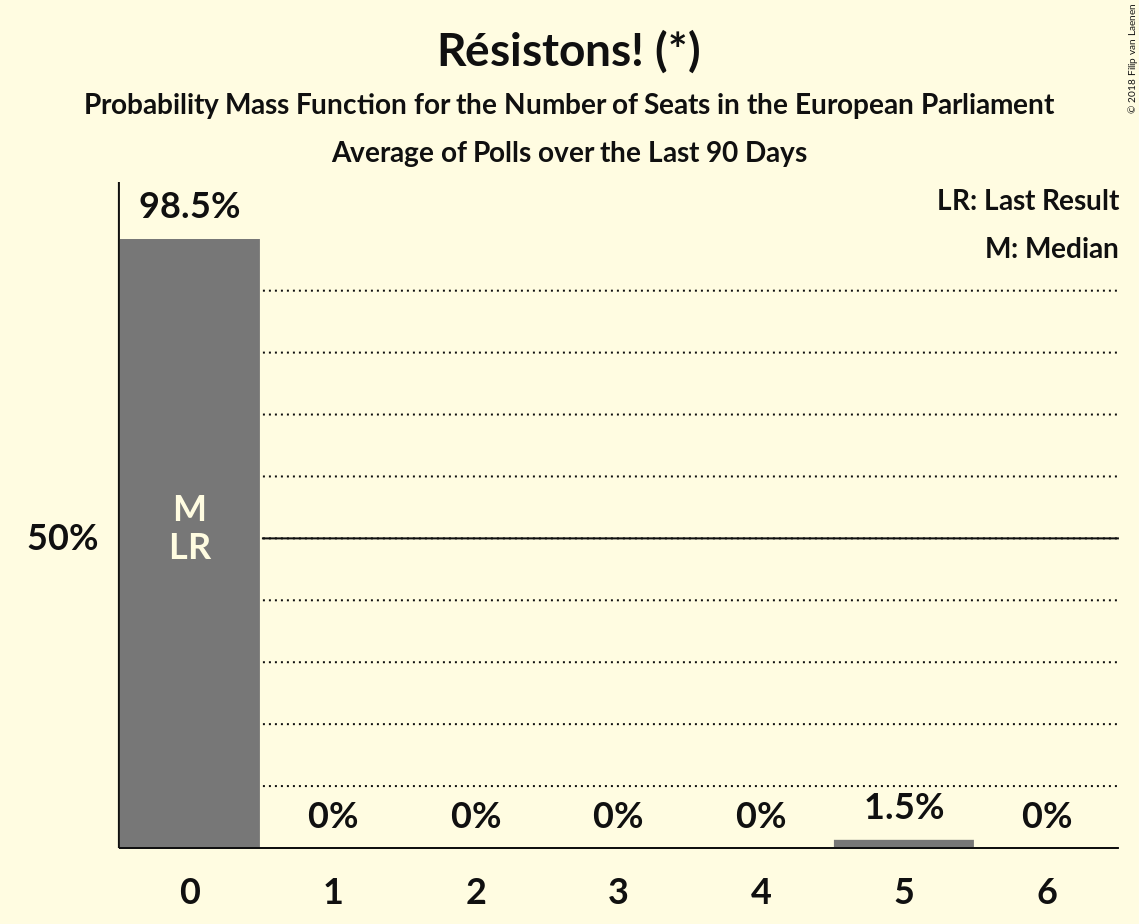 Résistons! (*)
Probability Mass Function for the Number of Seats in the European Parliament
Average of Polls over the Last 90 Days
© 2018 Filip van Laenen
LR: Last Result
M: Median
98.5%
M
LR
50%
0%
0%
0%
0%
1.5%
0%
0
1
2
3
4
5
6